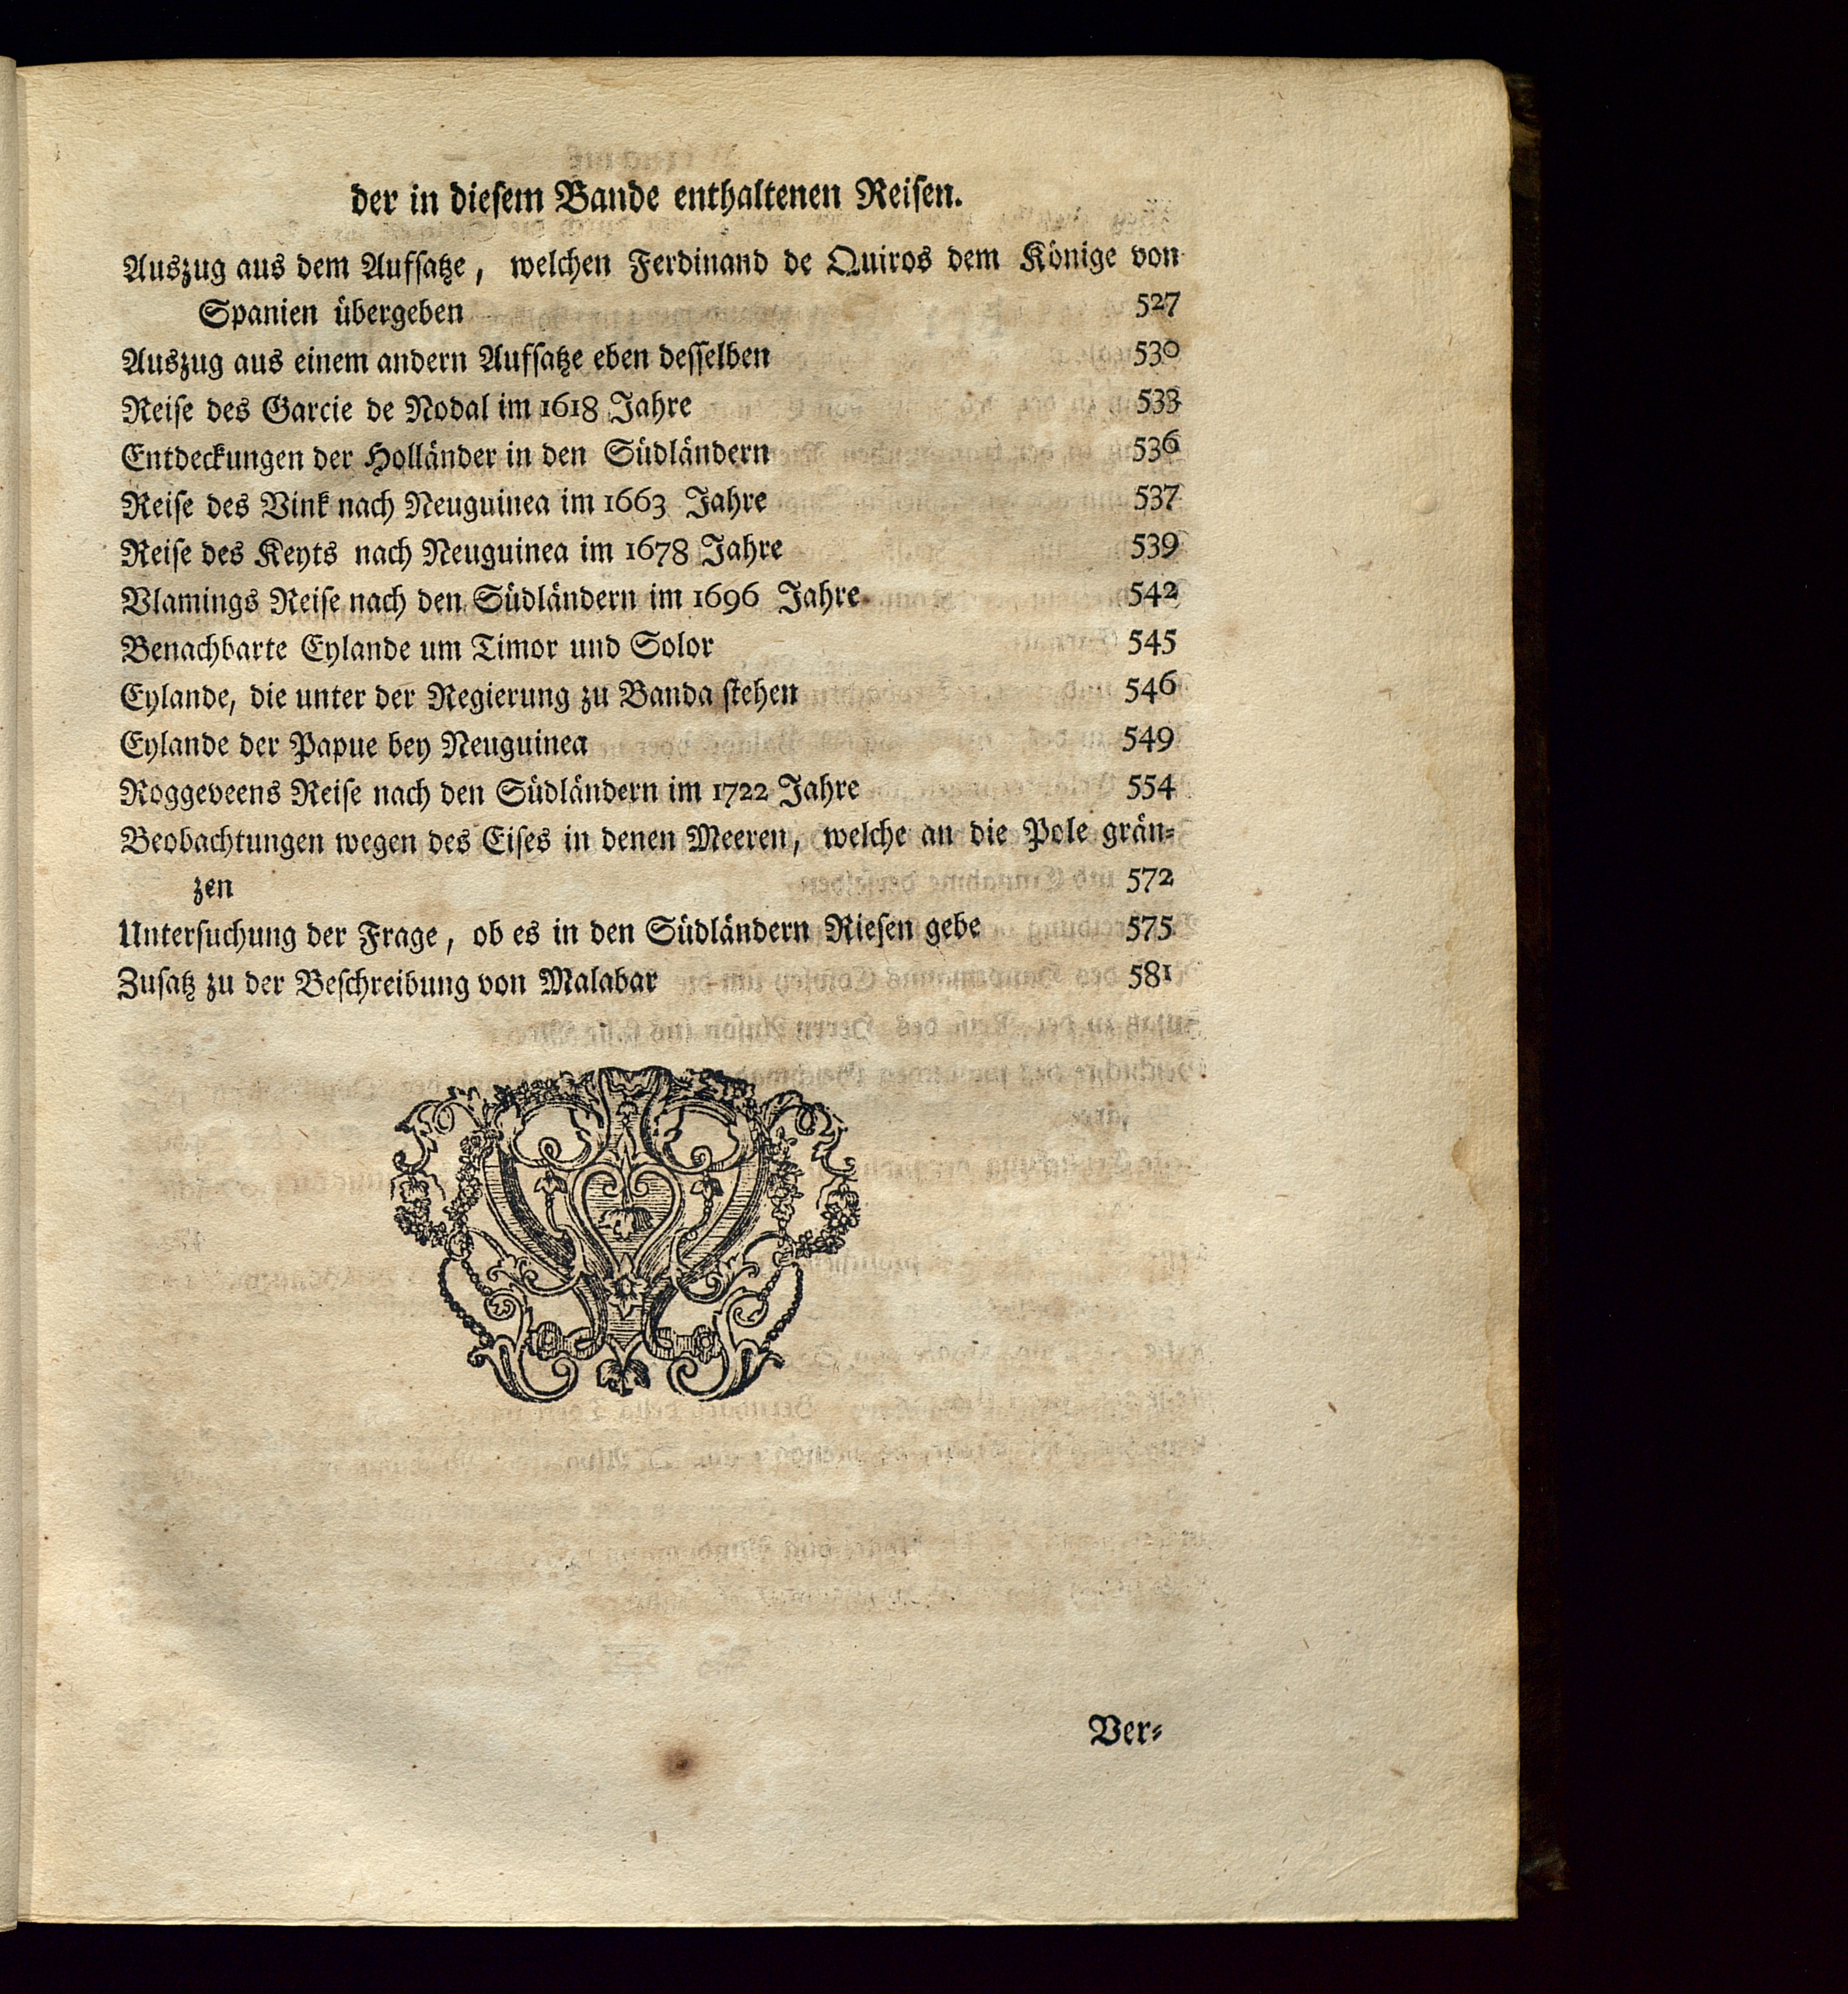 der in diesem Bande enthaltenen Reisen.
Auszug aus dem Aufsatze, welchen Ferdinand de Quiros dem Könige von
Spanien übergeben 527
Auszug aus einem andern Aufsatze eben desselben 530
Reise des Garcie de Nodal im 1618 Jahre 533
Entdeckungen der Holländer in den Südländern 536
Reise des Vink nach Neuguinea im 1663 Jahre 537
Reise des Keyts nach Neuguinea im 1678 Jahre 539
Vlamings Reise nach den Südländern im 1696 Jahre 542
Benachbarte Eylande um Timor und Solor 545
Eylande, die unter der Regierung zu Banda stehen 546
Eylande der Papue bey Neuguinea 549
Roggeveens Reise nach den Südländern im 1722 Jahre 554
Beobachtungen wegen des Eises in denen Meeren, welche an die Pole grän-
zen 572
Untersuchung der Frage, ob es in den Südländern Riesen gebe 575
Zusatz zu der Beschreibung von Malabar 581
Ver-